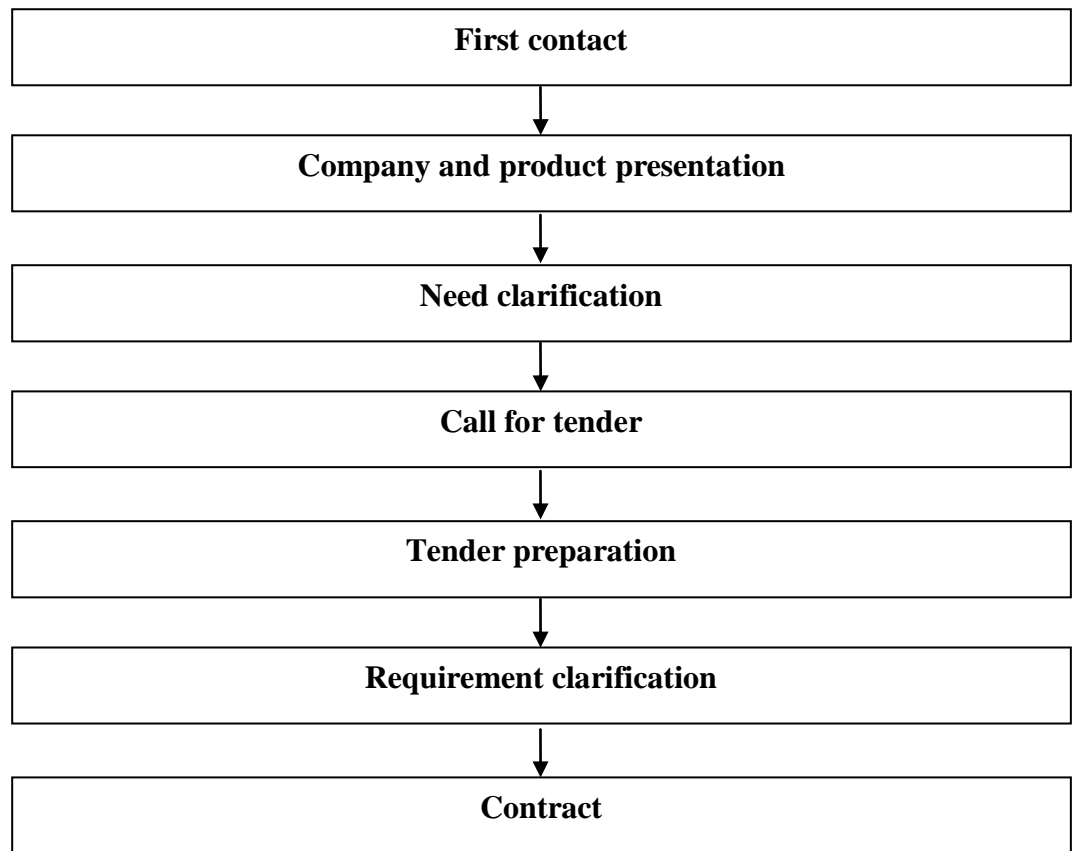 First contact
Company and product presentation
Need clarification
Call for tender
Tender preparation
Requirement clarification
Contract